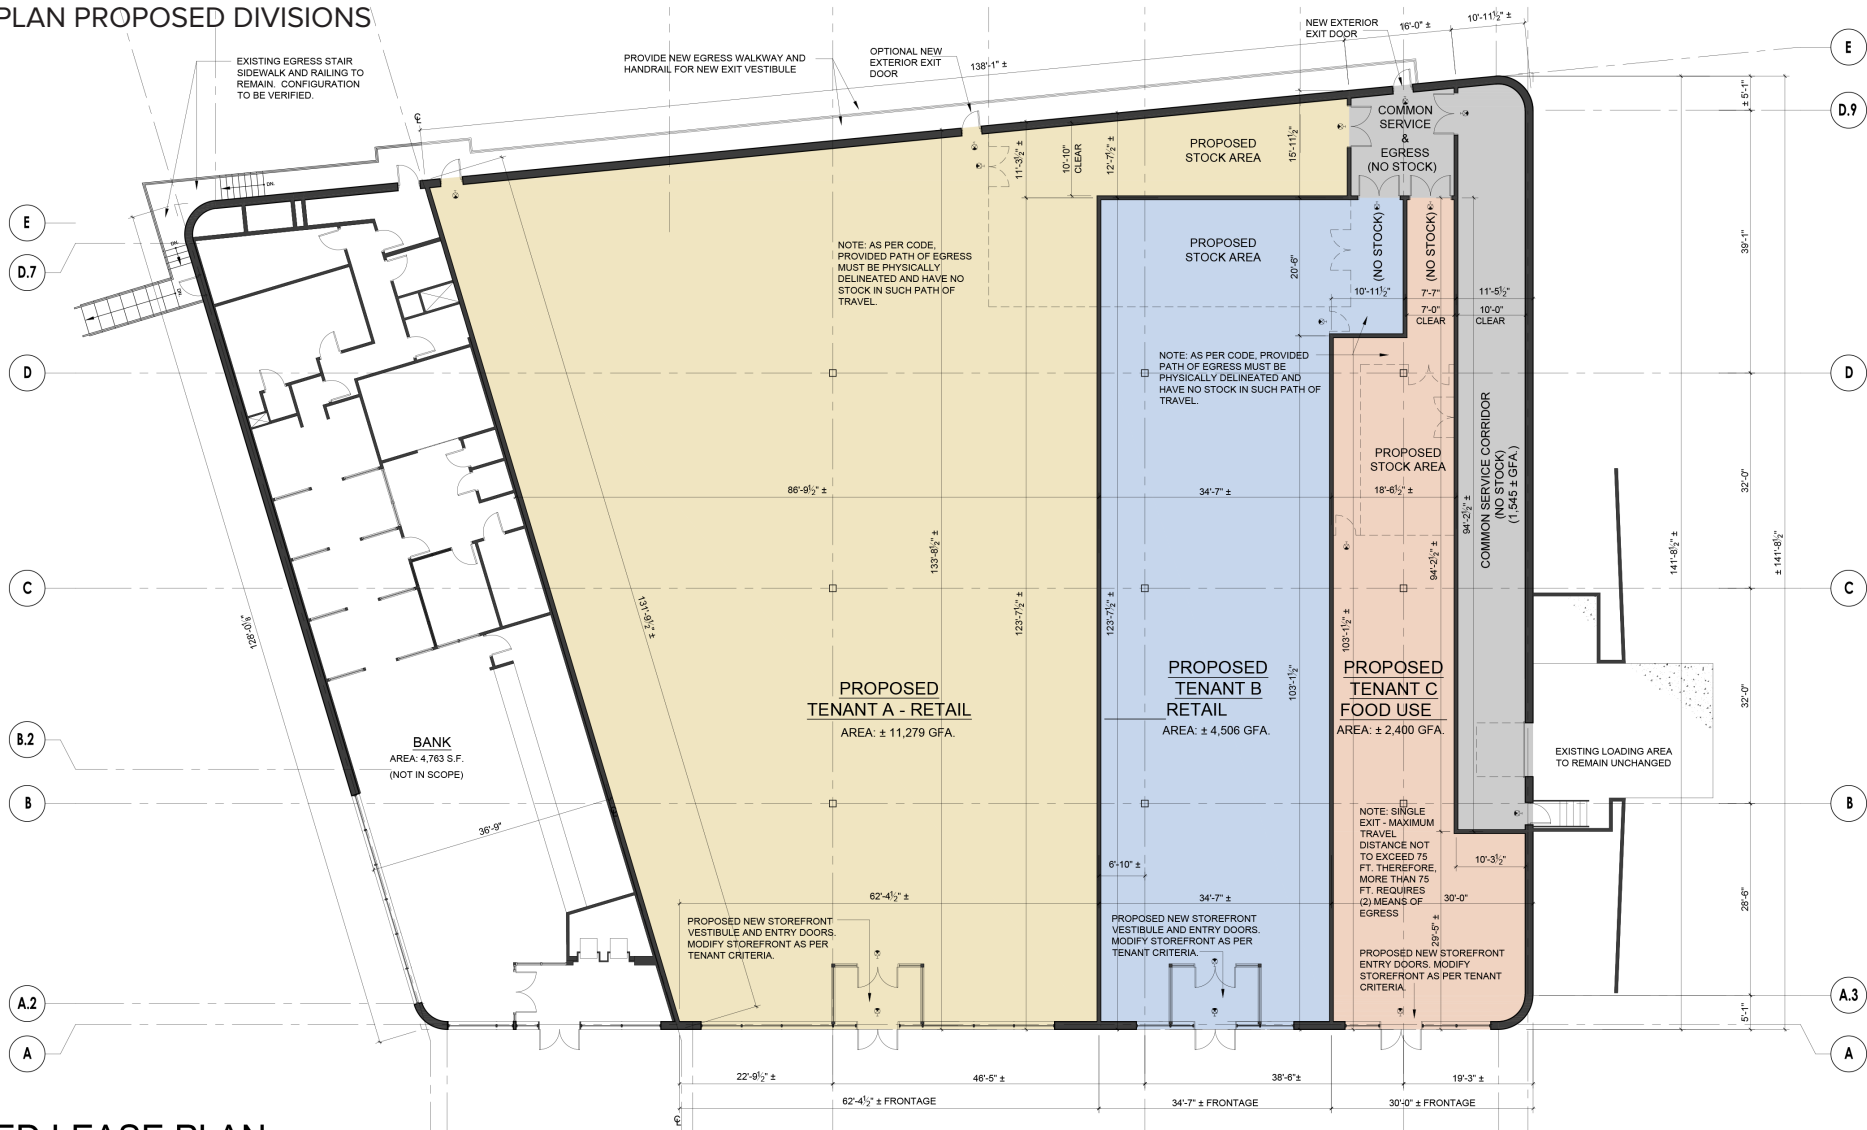 PLAN PROPOSED DIVISIONS
EXISTING EGRESS STAIR
SIDEWALK AND RAILING TO
REMAIN. CONFIGURATION
TO BE VERIFIED.
PROVIDE NEW EGRESS WALKWAY AND
HANDRAIL FOR NEW EXIT VESTIBULE
OPTIONAL NEW
EXTERIOR EXIT
DOOR
138'-1" ±
NEW EXTERIOR
EXIT DOOR
16'-0" ±
10'-11½" ±
E
D.9
± 5'-1"
COMMON
SERVICE
&
EGRESS
(NO STOCK)
PROPOSED
STOCK AREA
15'-11½"
12'-7½" ±
10'-10"
CLEAR
11'-3½" ±
DN.
DN.
E
D.7
NOTE: AS PER CODE,
PROVIDED PATH OF EGRESS
MUST BE PHYSICALLY
DELINEATED AND HAVE NO
STOCK IN SUCH PATH OF
TRAVEL.
PROPOSED
STOCK AREA
(NO STOCK)
(NO STOCK)
20'-6"
39'-1"
10'-11½"
7'-7"
11'-5½"
7'-0"
CLEAR
10'-0"
CLEAR
NOTE: AS PER CODE, PROVIDED
PATH OF EGRESS MUST BE
PHYSICALLY DELINEATED AND
HAVE NO STOCK IN SUCH PATH OF
TRAVEL.
D
D
PROPOSED
STOCK AREA
COMMON SERVICE CORRIDOR
(NO STOCK)
(1,545 ± GFA.)
86'-9½" ±
34'-7" ±
18'-6½" ±
32'-0"
94'-2½" ±
94'-2½" ±
133'-8½" ±
141'-8½" ±
± 141'-8½"
C
C
128'-0⅛"
131'-9½" ±
123'-7½" ±
123'-7½" ±
103'-1½" ±
103'-1½"
32'-0"
PROPOSED
TENANT A - RETAIL
AREA: ± 11,279 GFA.
PROPOSED
TENANT B
RETAIL
AREA: ± 4,506 GFA.
PROPOSED
TENANT C
FOOD USE
AREA: ± 2,400 GFA.
B.2
BANK
AREA: 4,763 S.F.
(NOT IN SCOPE)
EXISTING LOADING AREA
TO REMAIN UNCHANGED
B
B
36'-9"
NOTE: SINGLE
EXIT - MAXIMUM
TRAVEL
DISTANCE NOT
TO EXCEED 75
FT. THEREFORE,
MORE THAN 75
FT. REQUIRES
(2) MEANS OF
EGRESS
6'-10" ±
10'-3½"
62'-4½" ±
34'-7" ±
30'-0"
28'-6"
29'-5" ±
PROPOSED NEW STOREFRONT
VESTIBULE AND ENTRY DOORS.
MODIFY STOREFRONT AS PER
TENANT CRITERIA.
PROPOSED NEW STOREFRONT
VESTIBULE AND ENTRY DOORS.
MODIFY STOREFRONT AS PER
TENANT CRITERIA.
PROPOSED NEW STOREFRONT
ENTRY DOORS. MODIFY
STOREFRONT AS PER TENANT
CRITERIA.
A.2
A.3
5'-1"
A
A
22'-9½" ±
46'-5" ±
38'-6"±
19'-3" ±
62'-4½" ± FRONTAGE
34'-7" ± FRONTAGE
30'-0" ± FRONTAGE